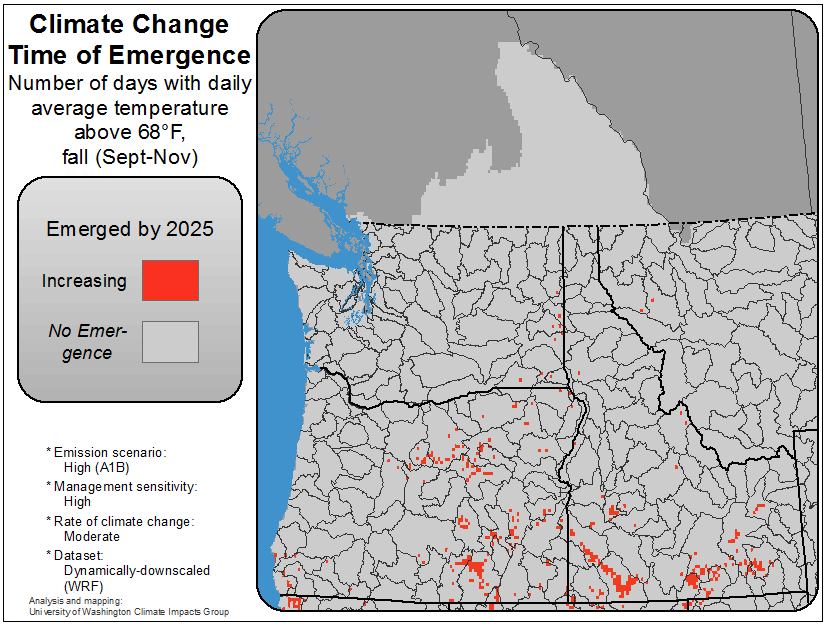 Climate Change
Time of Emergence
Number of days with daily
average temperature
above 68°F,
fall (Sept-Nov)
Emerged by 2025
Increasing
No Emer-
gence
* Emission scenario:
High (A1B)
* Management sensitivity:
High
* Rate of climate change:
Moderate
* Dataset:
Dynamically-downscaled
(WRF)
Analysis and mapping:
University of Washington Climate Impacts Group